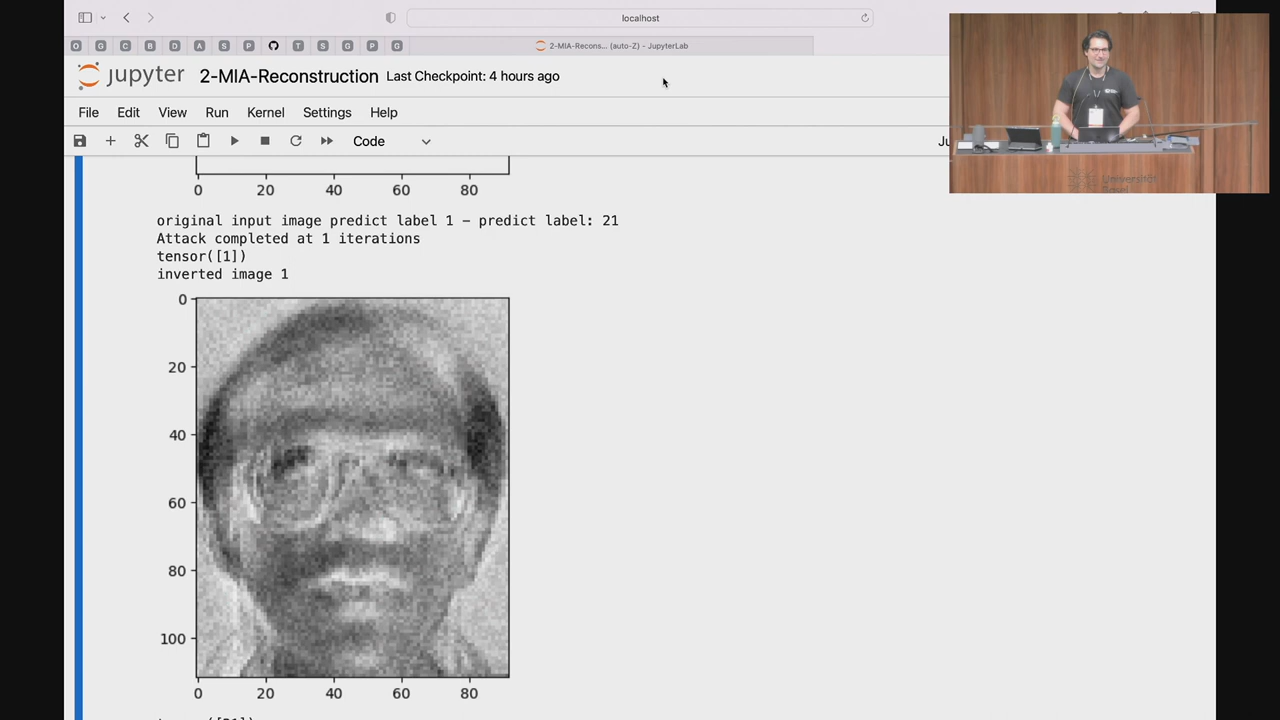 localhost
O G C B D A S P T S G P G
2-MIA-Recons... (auto-Z) - JupyterLab
jupyter 2-MIA-Reconstruction Last Checkpoint: 4 hours ago
File Edit View Run Kernel Settings Help
Code
Ju
0 20 40 60 80
original input image predict label 1 - predict label: 21
Attack completed at 1 iterations
tensor([1])
inverted image 1
0
20
40
60
80
100
0 20 40 60 80
Universität
Basel